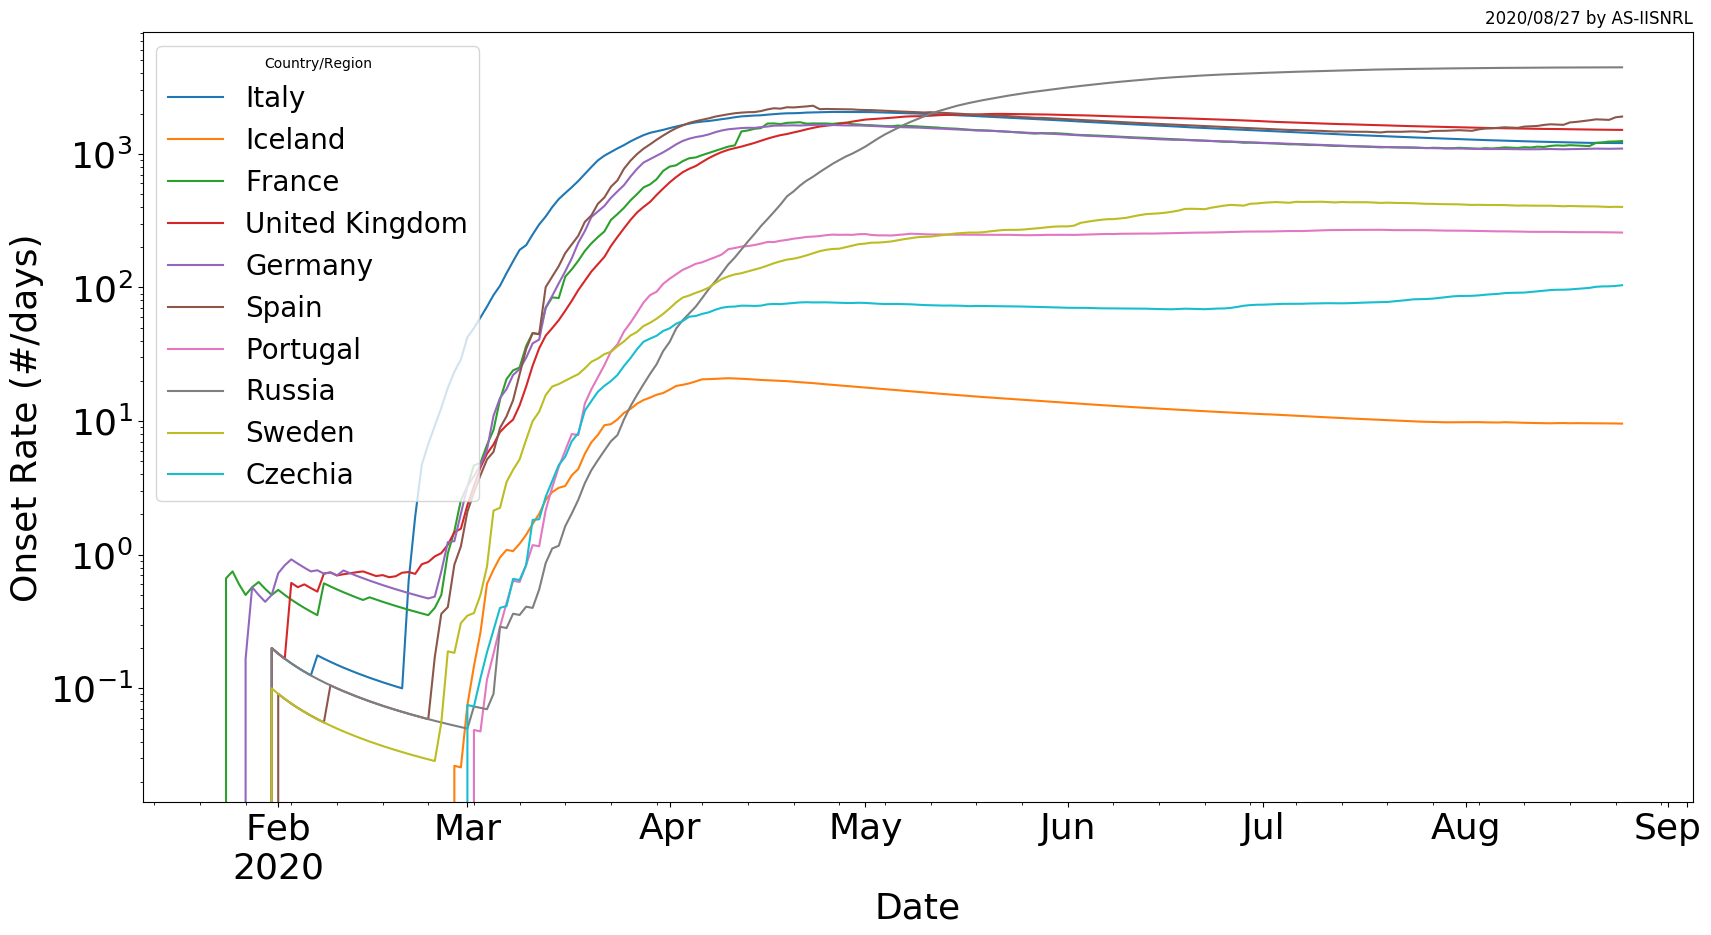 2020/08/27 by AS-IISNRL
Country/Region
Italy
Iceland
France
United Kingdom
Germany
Spain
Portugal
Russia
Sweden
Czechia
Onset Rate (#/days)
10³
10²
10¹
10⁰
10⁻¹
Feb Mar Apr May Jun Jul Aug Sep
2020
Date